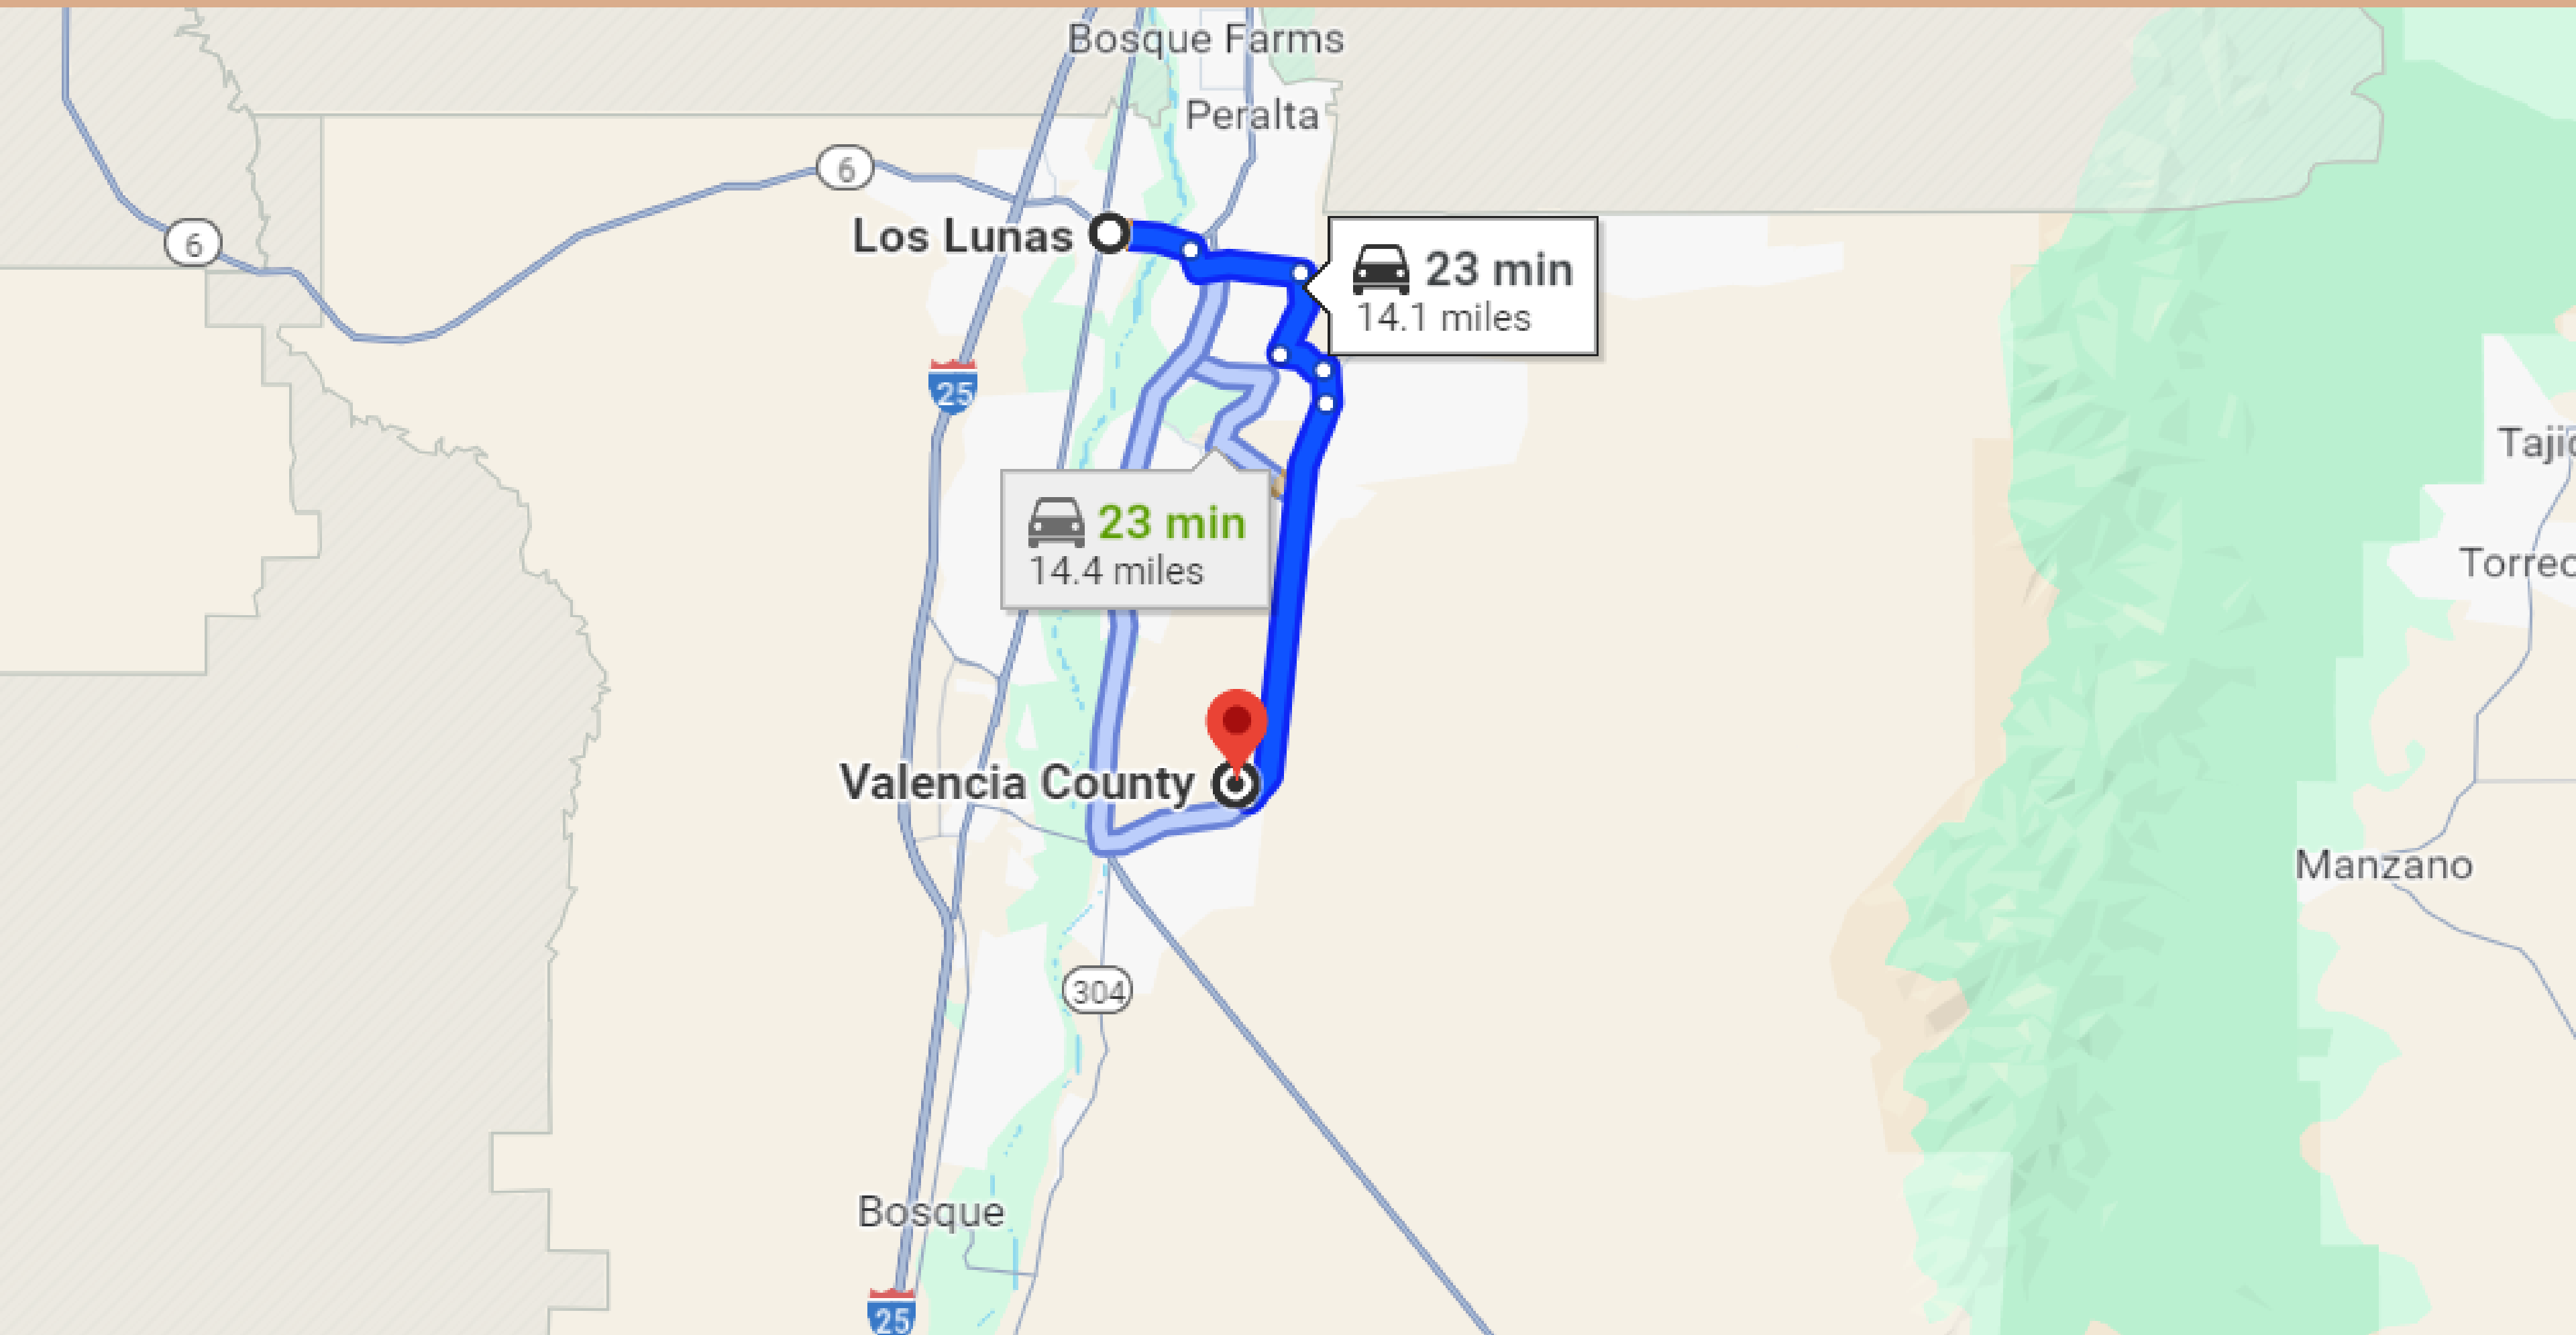 Bosque Farms
Peralta
6
6
Los Lunas
23 min
14.1 miles
25
23 min
14.4 miles
Valencia County
Manzano
304
Bosque
25